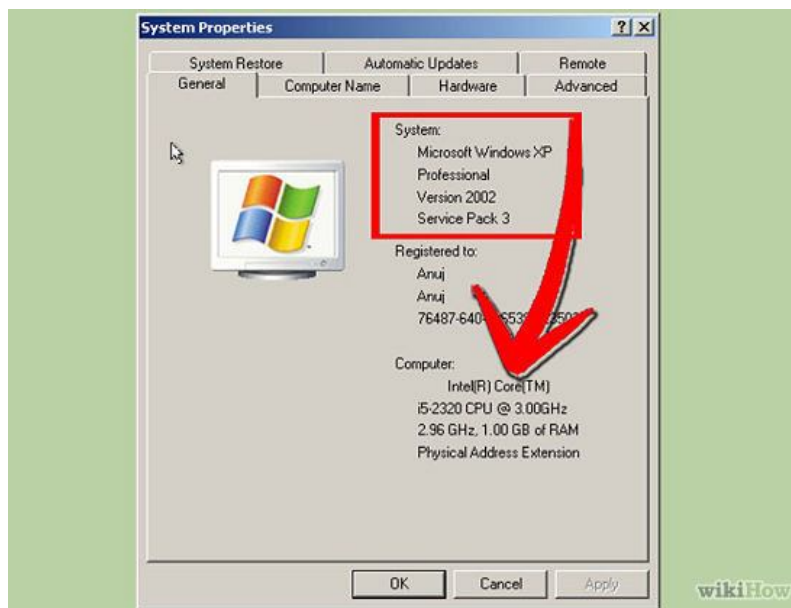 System Properties
System Restore
Automatic Updates
Remote
General
Computer Name
Hardware
Advanced
System:
Microsoft Windows XP
Professional
Version 2002
Service Pack 3
Registered to:
Anuj
Anuj
76487-640-
Computer:
Intel(R) Core(TM)
i5-2320 CPU @ 3.00GHz
2.96 GHz, 1.00 GB of RAM
Physical Address Extension
OK
Cancel
Apply
wikiHow